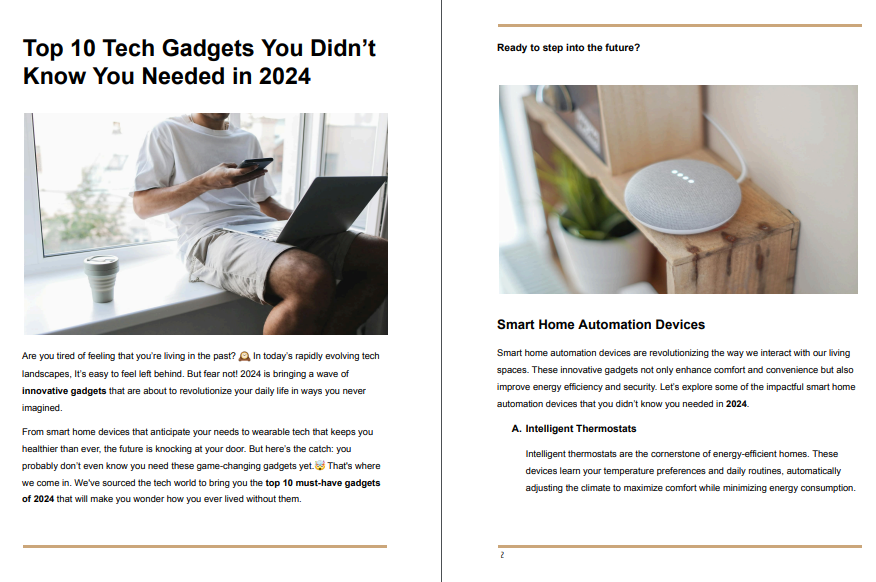 Top 10 Tech Gadgets You Didn’t
Know You Needed in 2024
Are you tired of feeling that you’re living in the past? 🕰️ In today’s rapidly evolving tech
landscapes, It’s easy to feel left behind. But fear not! 2024 is bringing a wave of
innovative gadgets that are about to revolutionize your daily life in ways you never
imagined.
From smart home devices that anticipate your needs to wearable tech that keeps you
healthier than ever, the future is knocking at your door. But here’s the catch: you
probably don’t even know you need these game-changing gadgets yet.🤯 That’s where
we come in. We’ve sourced the tech world to bring you the top 10 must-have gadgets
of 2024 that will make you wonder how you ever lived without them.
Ready to step into the future?
Smart Home Automation Devices
Smart home automation devices are revolutionizing the way we interact with our living
spaces. These innovative gadgets not only enhance comfort and convenience but also
improve energy efficiency and security. Let’s explore some of the impactful smart home
automation devices that you didn’t know you needed in 2024.
A. Intelligent Thermostats
Intelligent thermostats are the cornerstone of energy-efficient homes. These
devices learn your temperature preferences and daily routines, automatically
adjusting the climate to maximize comfort while minimizing energy consumption.
2